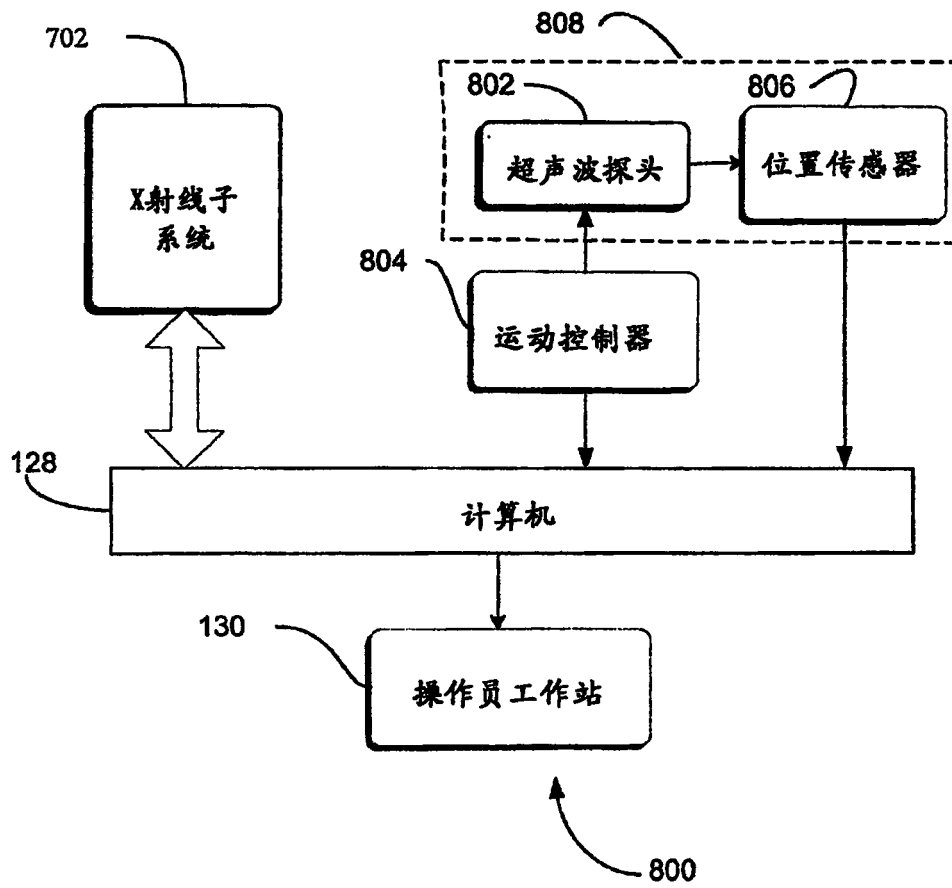 808
702
802
806
超声波探头
位置传感器
X射线子
系统
804
运动控制器
128
计算机
130
操作员工作站
800